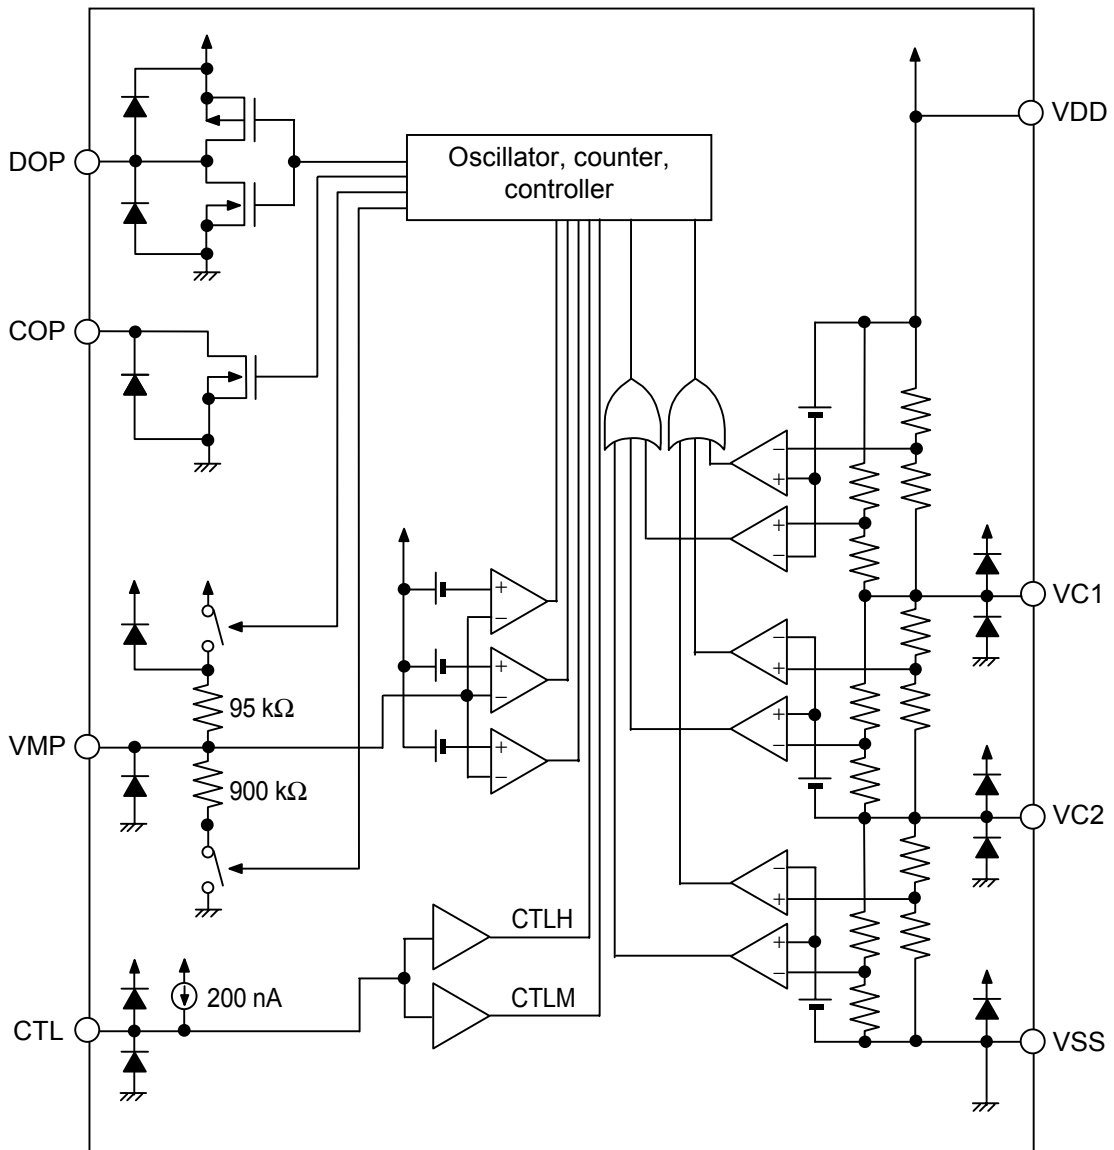 DOP
COP
VMP
CTL
Oscillator, counter,
controller
95 kΩ
900 kΩ
200 nA
CTLH
CTLM
+
−
+
−
+
−
−
+
+
−
−
+
+
−
−
+
+
−
VDD
VC1
VC2
VSS